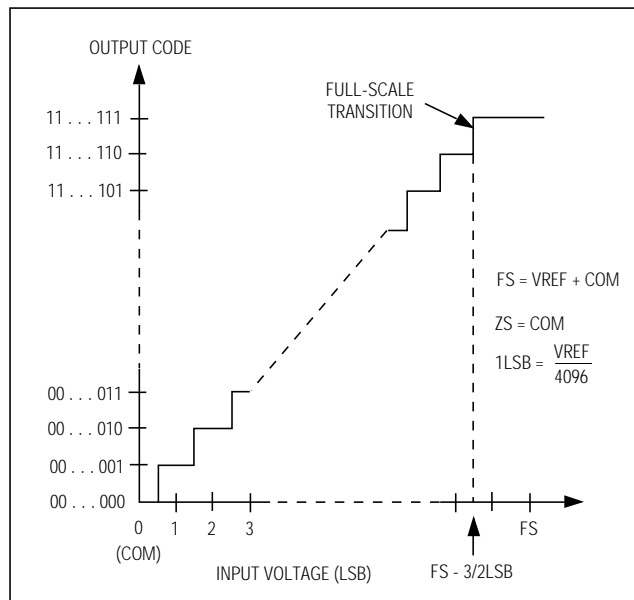 OUTPUT CODE
FULL-SCALE
TRANSITION
11 . . . 111
11 . . . 110
11 . . . 101
FS = VREF + COM
ZS = COM
1LSB = VREF
4096
00 . . . 011
00 . . . 010
00 . . . 001
00 . . . 000
0 1 2 3 FS
(COM)
INPUT VOLTAGE (LSB)
FS - 3/2LSB